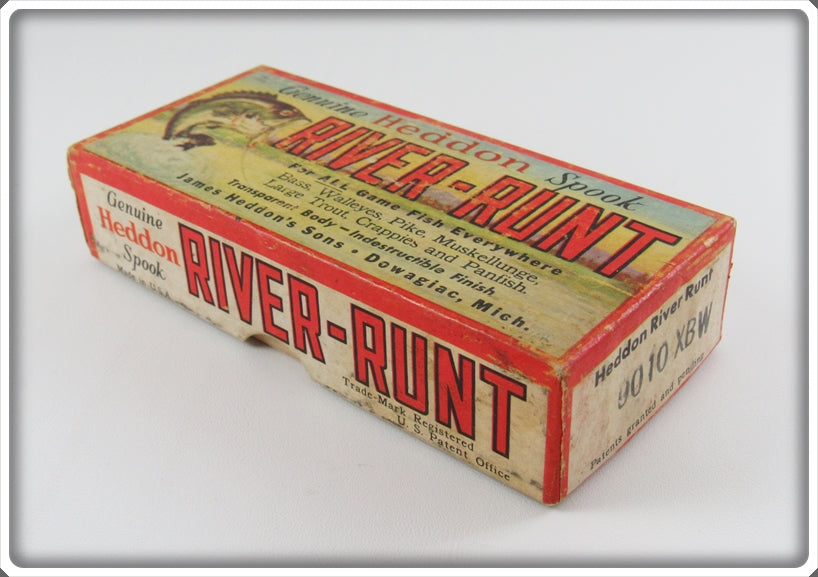 Genuine Heddon Spook
RIVER-RUNT
For ALL Game Fish Everywhere
Bass, Walleyes, Pike, Muskellunge,
Large Trout, Crappies and Panfish.
Transparent Body — Indestructible Finish
James Heddon's Sons • Dowagiac, Mich.
Genuine
Heddon
Spook
Made in U.S.A.
RIVER-RUNT
Trade-Mark Registered
U. S. Patent Office
Heddon River Runt
9010 XBW
Patents granted and pending